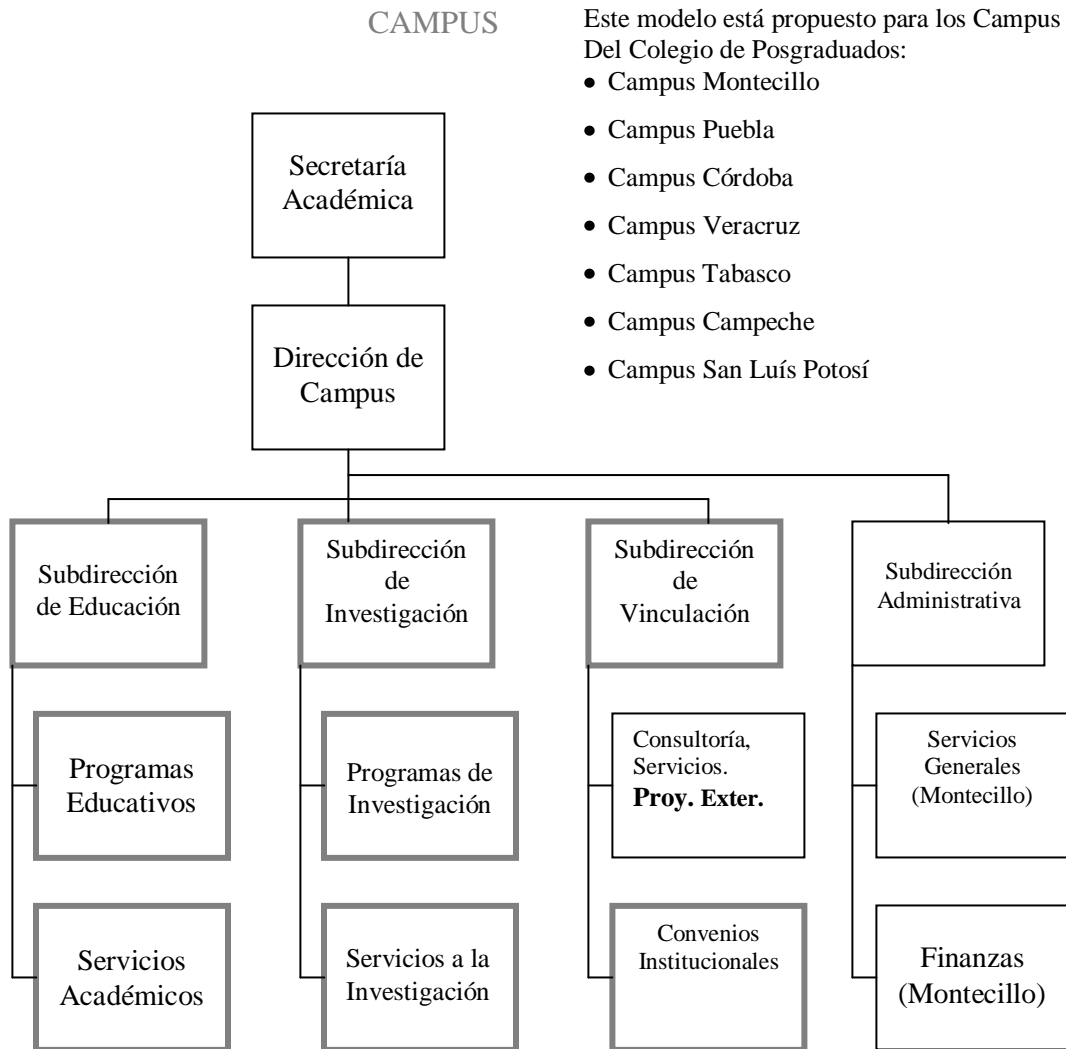 CAMPUS
Este modelo está propuesto para los Campus
Del Colegio de Posgraduados:
• Campus Montecillo
• Campus Puebla
• Campus Córdoba
• Campus Veracruz
• Campus Tabasco
• Campus Campeche
• Campus San Luís Potosí
Secretaría
Académica
Dirección de
Campus
Subdirección
de Educación
Subdirección
de
Investigación
Subdirección
de
Vinculación
Subdirección
Administrativa
Programas
Educativos
Programas de
Investigación
Consultoría,
Servicios.
Proy. Exter.
Servicios
Generales
(Montecillo)
Servicios
Académicos
Servicios a la
Investigación
Convenios
Institucionales
Finanzas
(Montecillo)